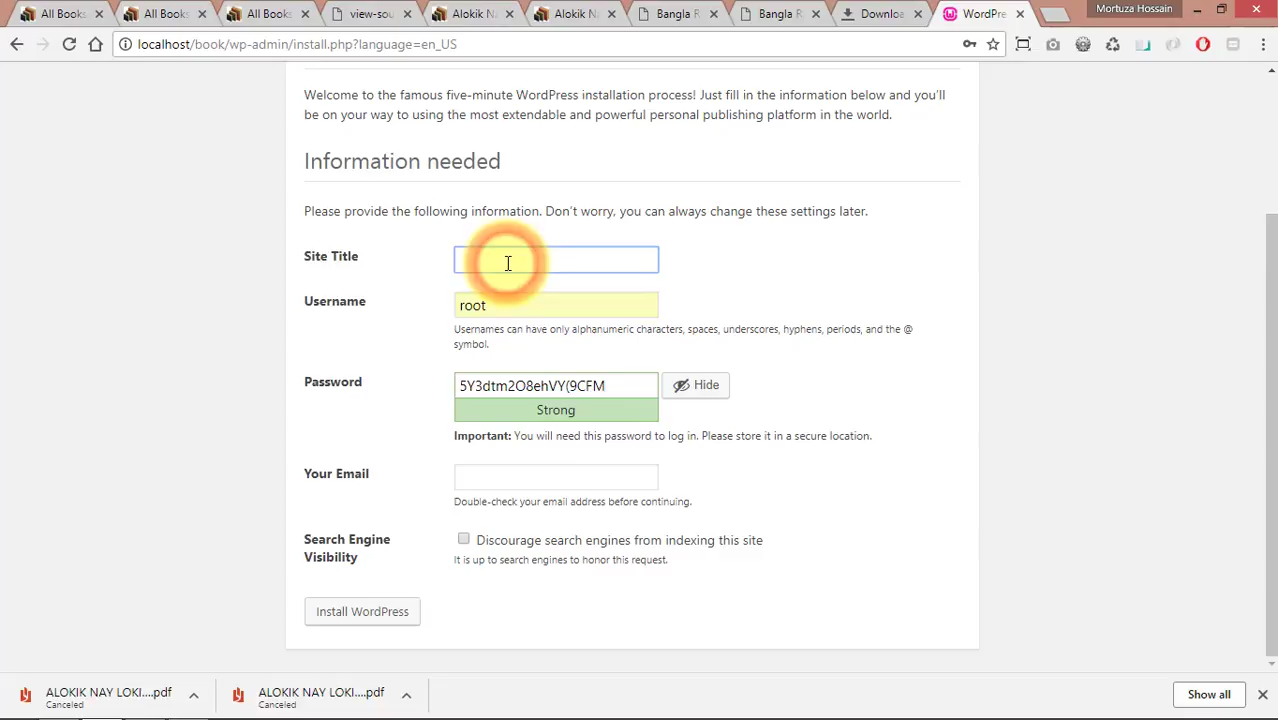 All Books
All Books
All Books
view-sou
Alokik Na
Alokik Na
Bangla R
Bangla R
Downloa
WordPre
Mortuza Hossain
localhost/book/wp-admin/install.php?language=en_US
Welcome to the famous five-minute WordPress installation process! Just fill in the information below and you'll
be on your way to using the most extendable and powerful personal publishing platform in the world.
Information needed
Please provide the following information. Don't worry, you can always change these settings later.
Site Title
Username
root
Usernames can have only alphanumeric characters, spaces, underscores, hyphens, periods, and the @
symbol.
Password
5Y3dtm2O8ehVY(9CFM
Hide
Strong
Important: You will need this password to log in. Please store it in a secure location.
Your Email
Double-check your email address before continuing.
Search Engine
Visibility
Discourage search engines from indexing this site
It is up to search engines to honor this request.
Install WordPress
ALOKIK NAY LOKI....pdf
Canceled
ALOKIK NAY LOKI....pdf
Canceled
Show all